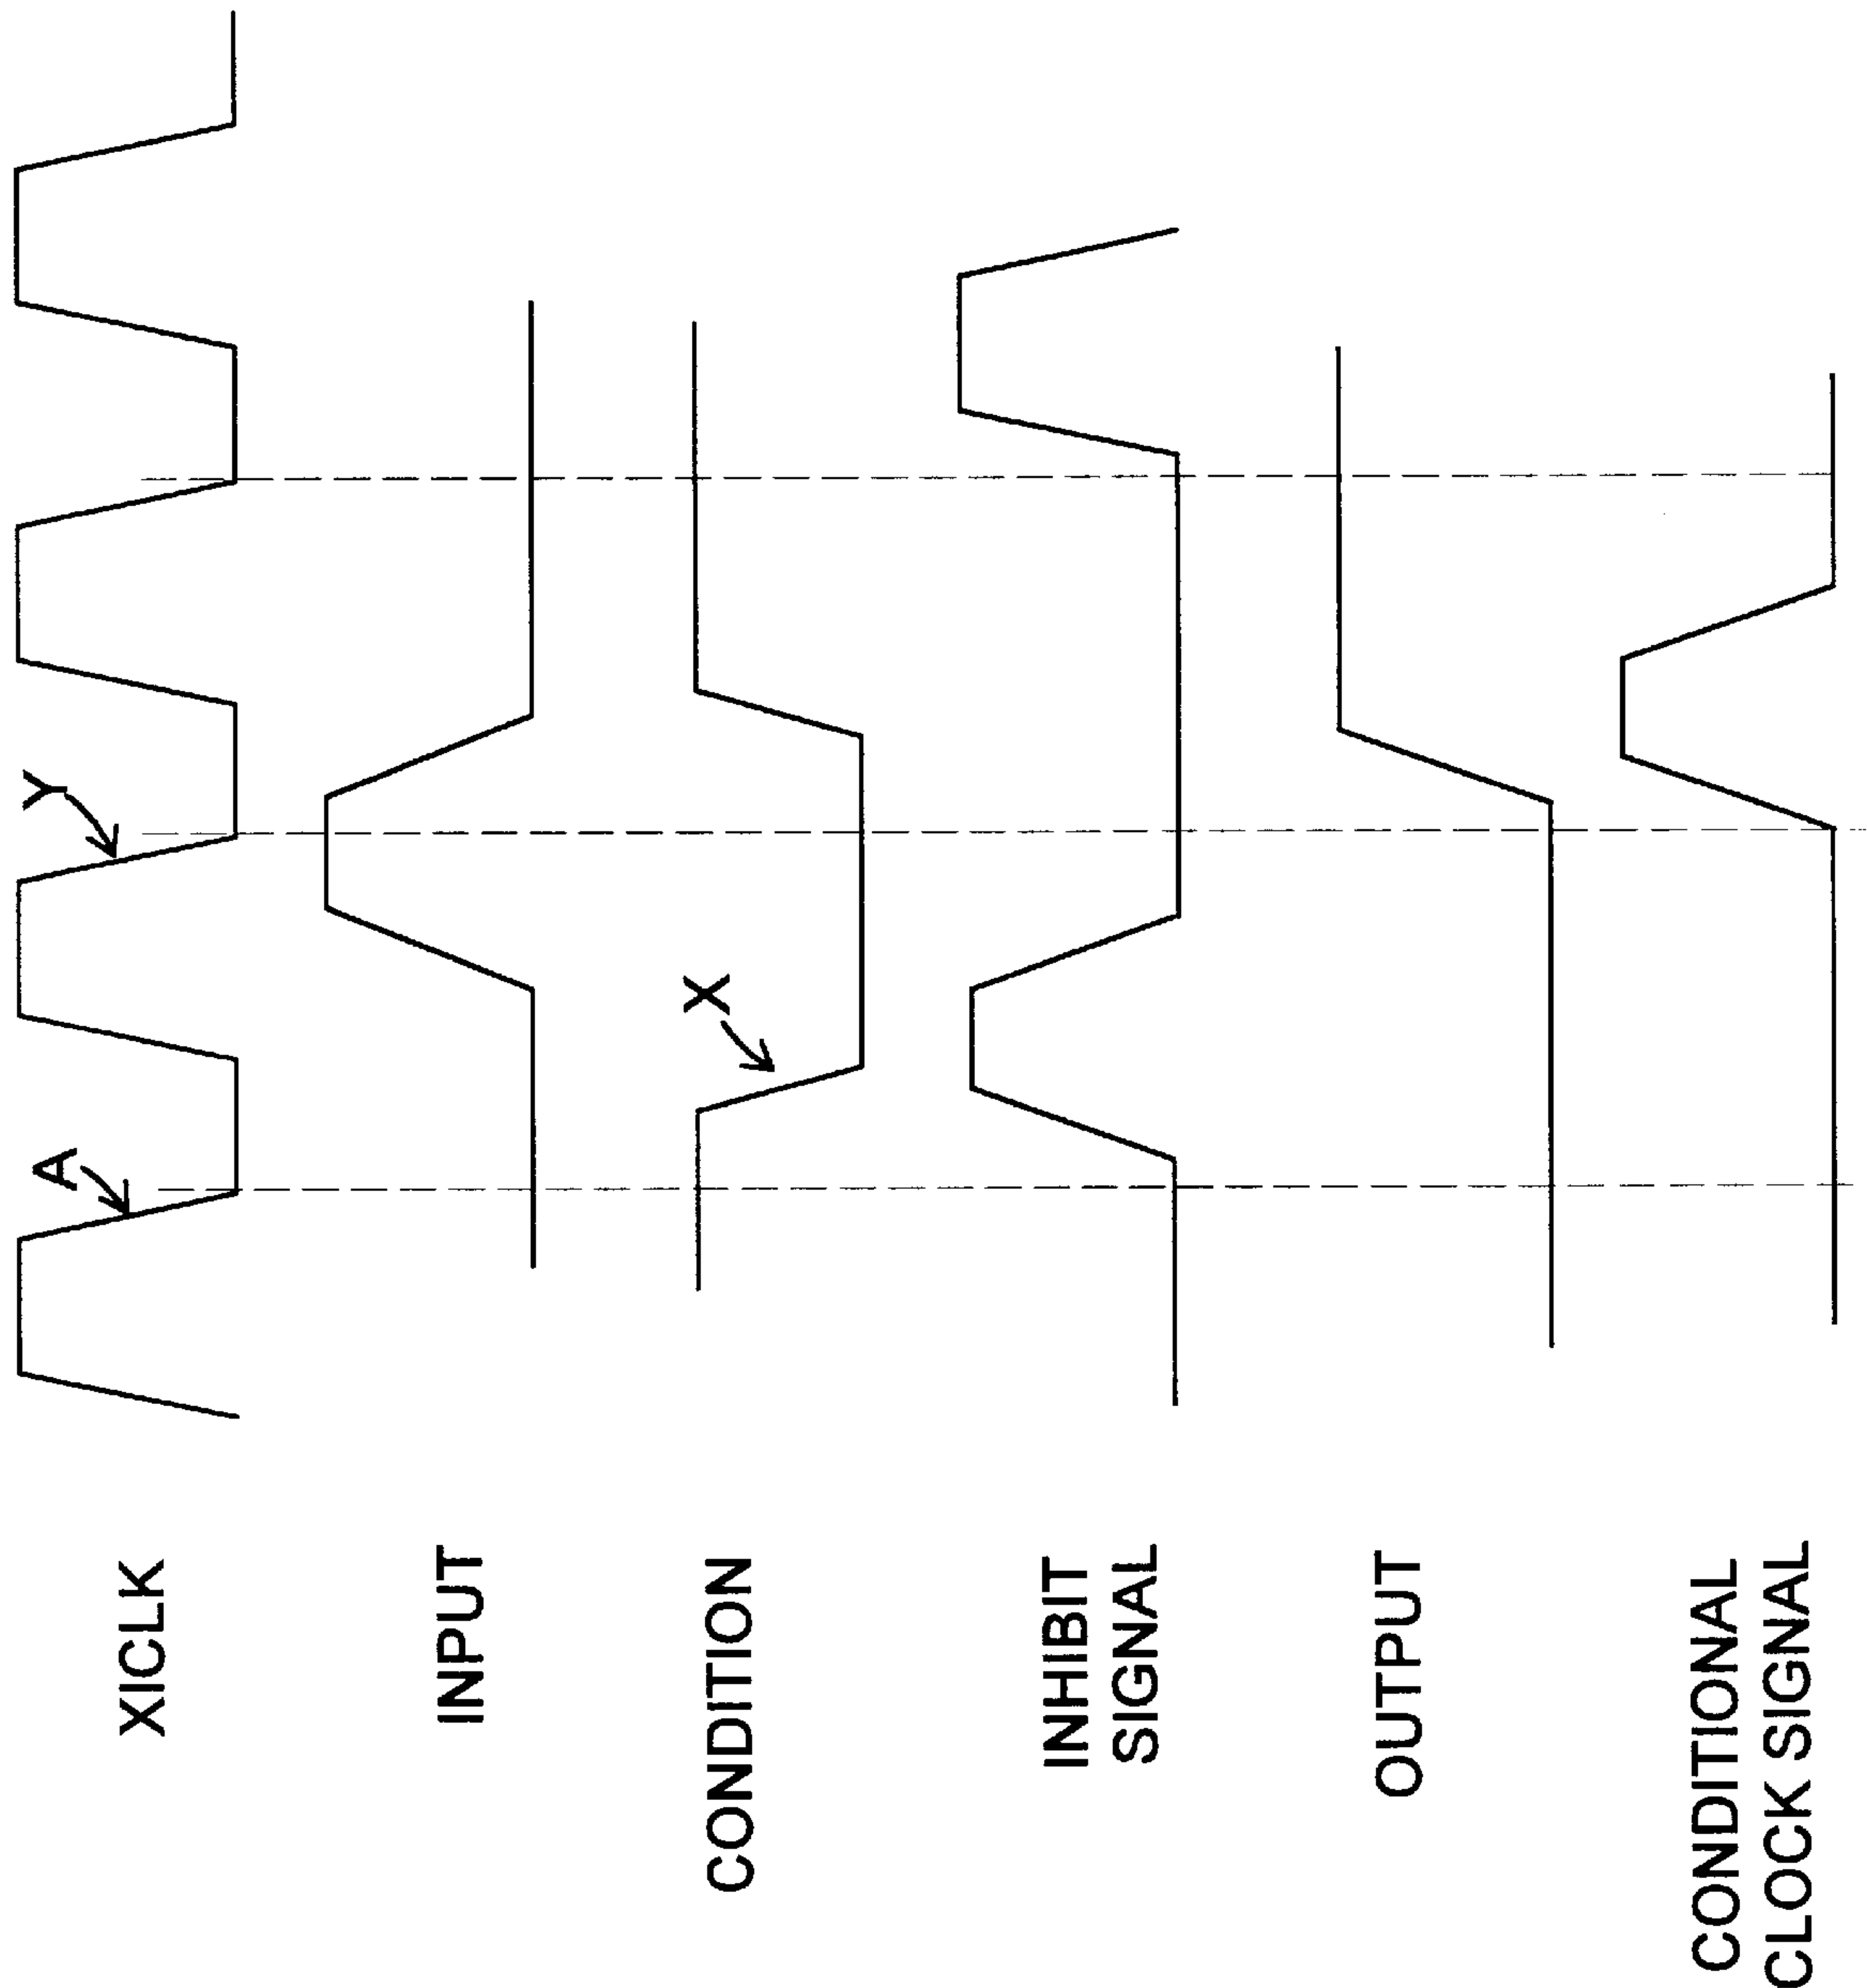 XICLK
A
Y
INPUT
CONDITION
X
INHIBIT
SIGNAL
OUTPUT
CONDITIONAL
CLOCK SIGNAL